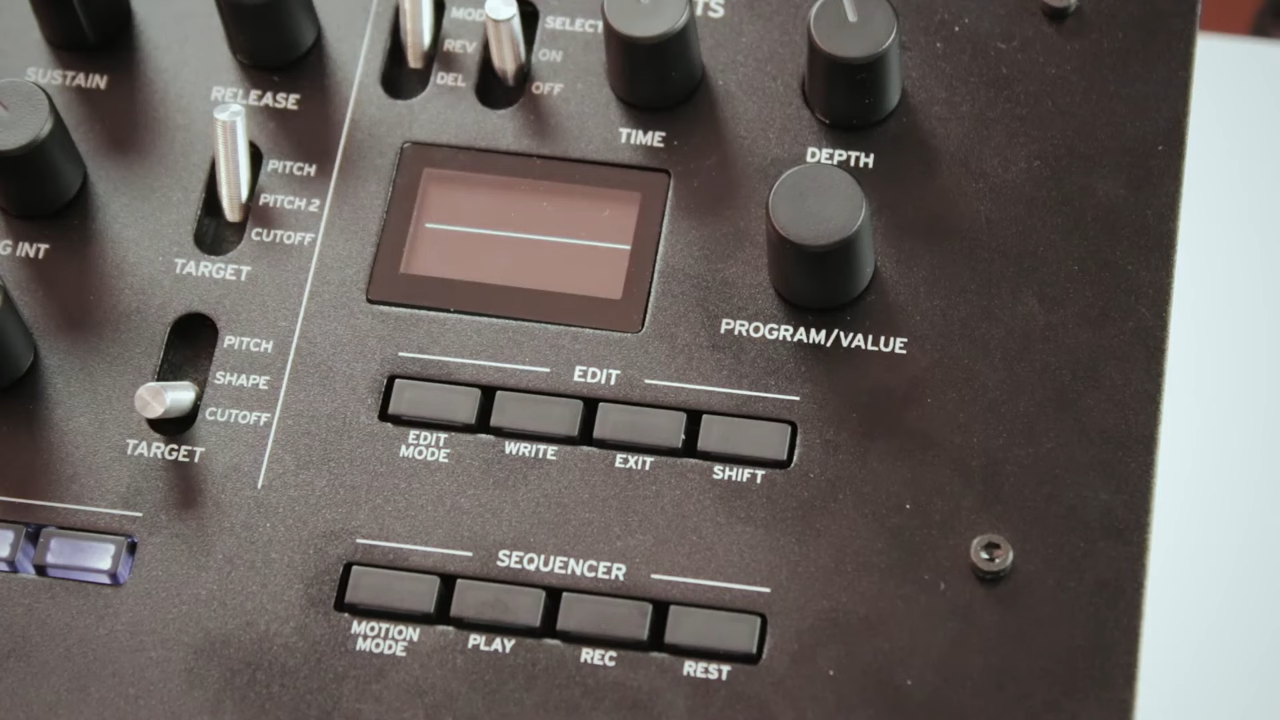 MOD
REV
DEL
SELECT
ON
OFF
TS
SUSTAIN
RELEASE
TIME
DEPTH
PITCH
PITCH 2
CUTOFF
TARGET
G INT
PROGRAM/VALUE
PITCH
SHAPE
CUTOFF
TARGET
EDIT
EDIT
MODE
WRITE
EXIT
SHIFT
SEQUENCER
MOTION
MODE
PLAY
REC
REST